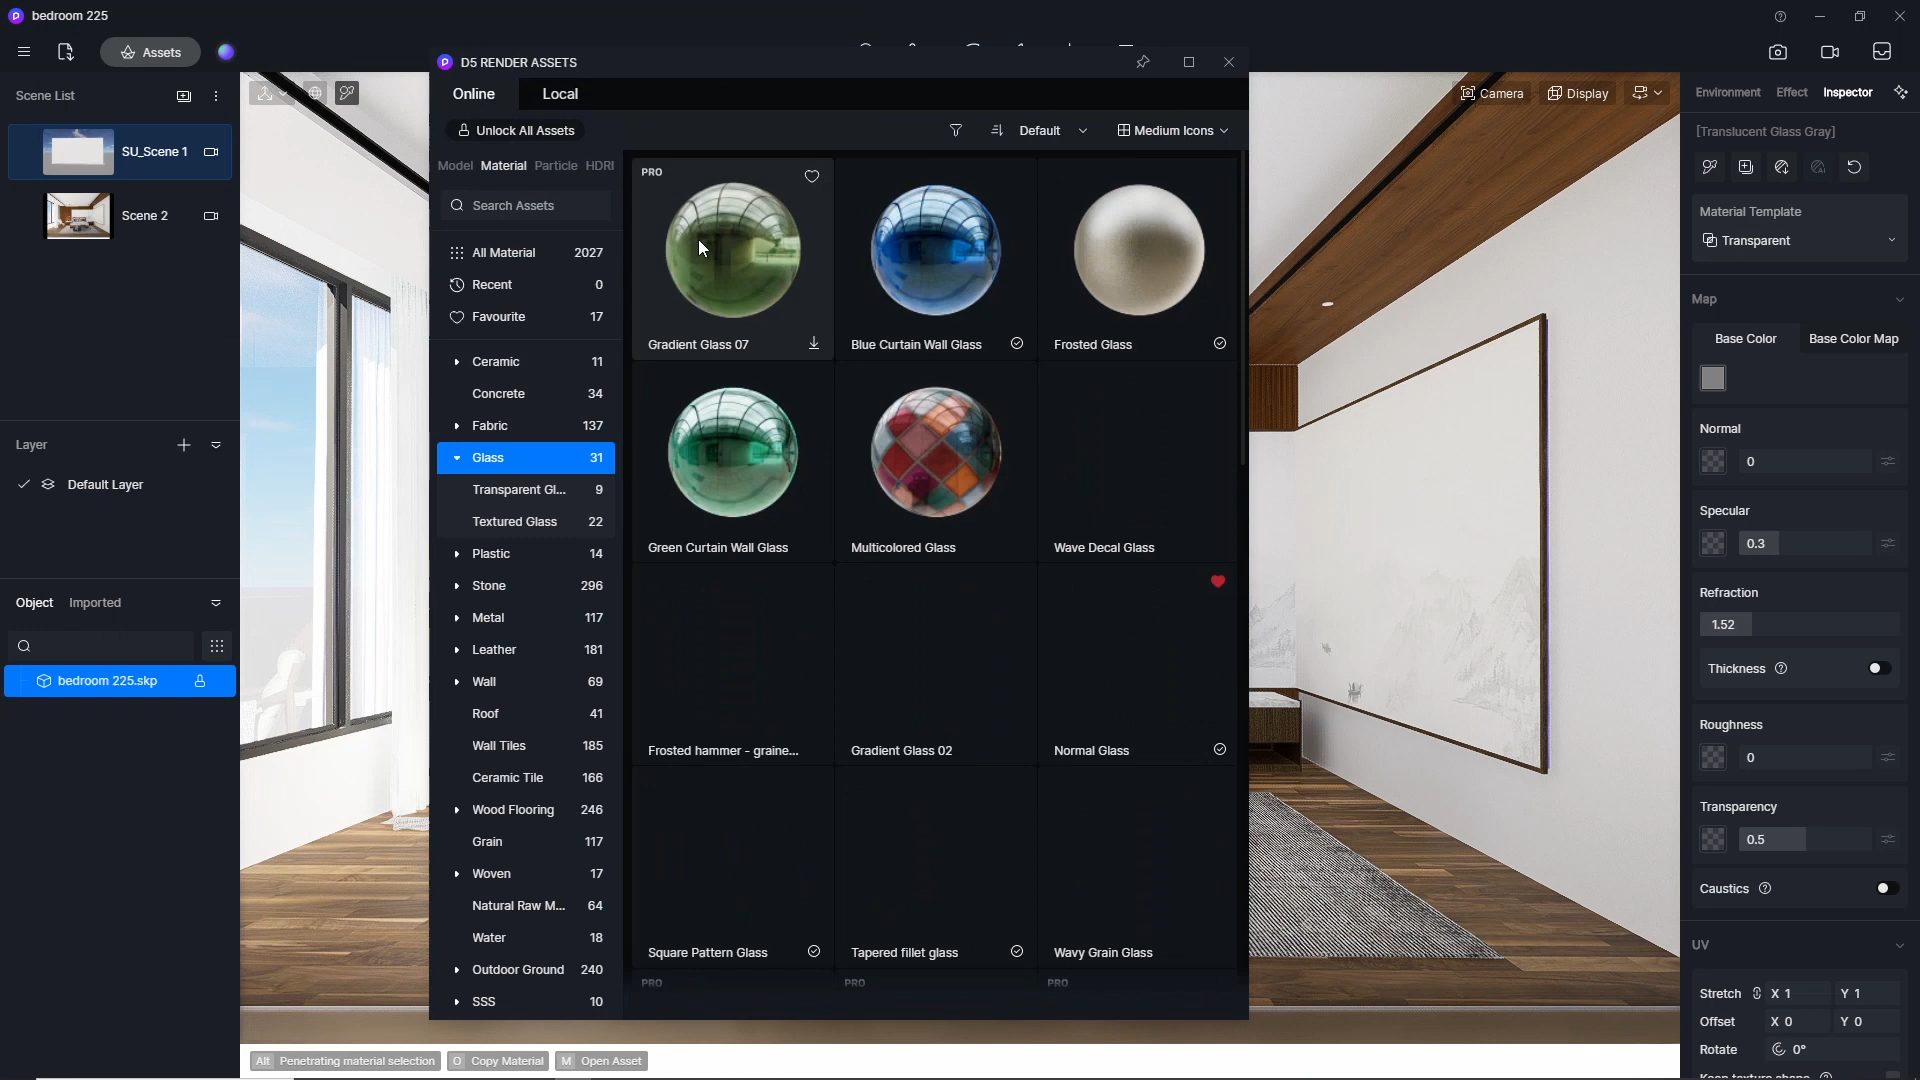 bedroom 225
Assets
D5 RENDER ASSETS
Scene List
Online
Local
Camera
Display
Environment
Effect
Inspector
SU_Scene 1
Scene 2
Unlock All Assets
Default
Medium Icons
[Translucent Glass Gray]
Model
Material
Particle
HDRI
Search Assets
All Material 2027
Recent 0
Favourite 17
Ceramic 11
Concrete 34
Fabric 137
Glass 31
Transparent Gl... 9
Textured Glass 22
Plastic 14
Stone 296
Metal 117
Leather 181
Wall 69
Roof 41
Wall Tiles 185
Ceramic Tile 166
Wood Flooring 246
Grain 117
Woven 17
Natural Raw M... 64
Water 18
Outdoor Ground 240
SSS 10
PRO
Gradient Glass 07
Blue Curtain Wall Glass
Frosted Glass
Green Curtain Wall Glass
Multicolored Glass
Wave Decal Glass
Frosted hammer - graine...
Gradient Glass 02
Normal Glass
Square Pattern Glass
Tapered fillet glass
Wavy Grain Glass
PRO
PRO
PRO
Layer
Default Layer
Object
Imported
bedroom 225.skp
Material Template
Transparent
Map
Base Color
Base Color Map
Normal
0
Specular
0.3
Refraction
1.52
Thickness
Roughness
0
Transparency
0.5
Caustics
UV
Stretch X 1 Y 1
Offset X 0 Y 0
Rotate 0°
Keep texture shape
Alt Penetrating material selection
O Copy Material
M Open Asset